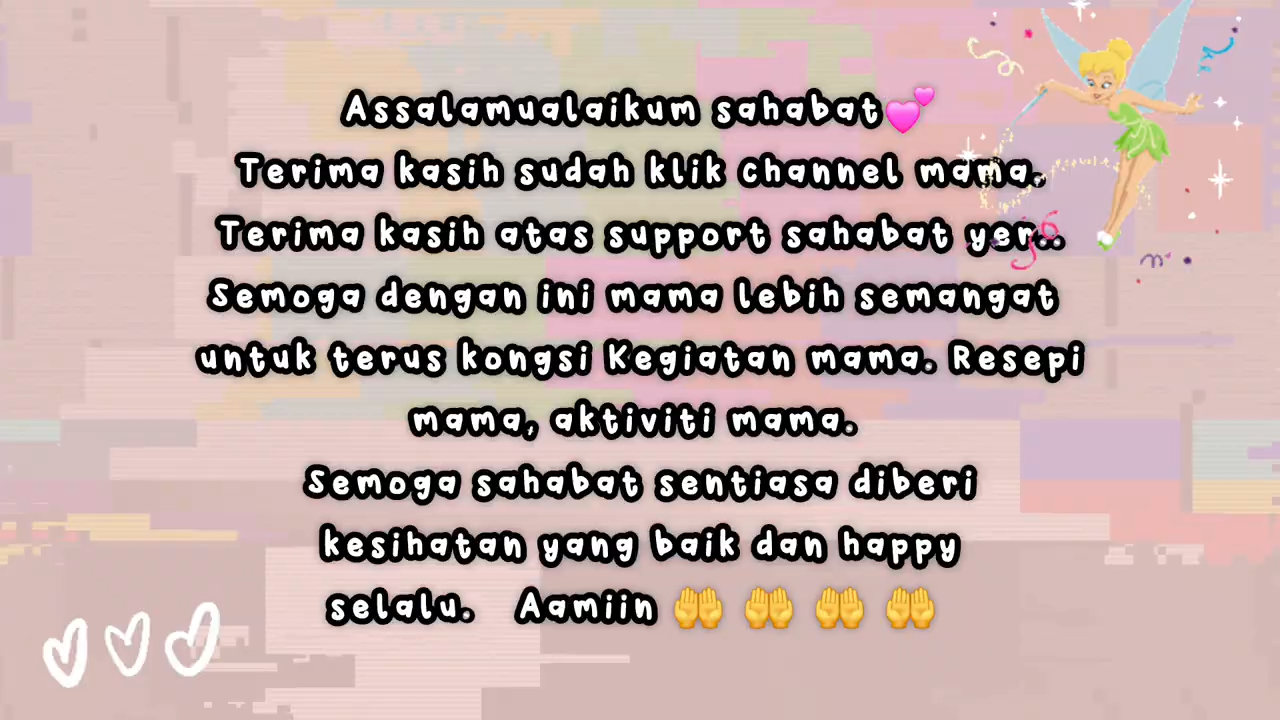 Assalamualaikum sahabat💕
Terima kasih sudah klik channel mama.
Terima kasih atas support sahabat yer..
Semoga dengan ini mama lebih semangat
untuk terus kongsi Kegiatan mama. Resepi
mama, aktiviti mama.
Semoga sahabat sentiasa diberi
kesihatan yang baik dan happy
selalu. Aamiin 🤲 🤲 🤲 🤲